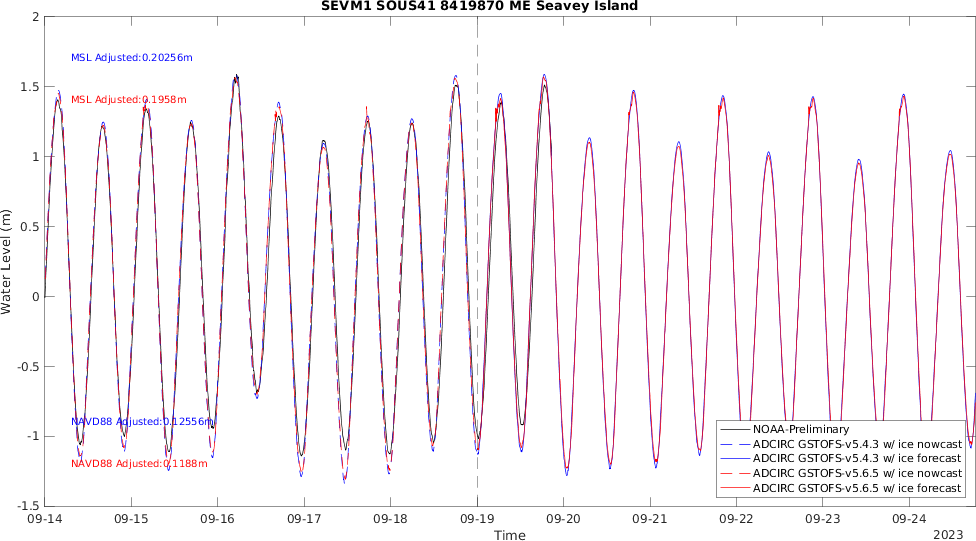 SEVM1 SOUS41 8419870 ME Seavey Island
2
1.5
1
0.5
0
-0.5
-1
-1.5
Water Level (m)
MSL Adjusted:0.20256m
MSL Adjusted:0.1958m
NAVD88 Adjusted:0.12556m
NAVD88 Adjusted:0.1188m
NOAA-Preliminary
ADCIRC GSTOFS-v5.4.3 w/ ice nowcast
ADCIRC GSTOFS-v5.4.3 w/ ice forecast
ADCIRC GSTOFS-v5.6.5 w/ ice nowcast
ADCIRC GSTOFS-v5.6.5 w/ ice forecast
09-14 09-15 09-16 09-17 09-18 09-19 09-20 09-21 09-22 09-23 09-24
Time
2023